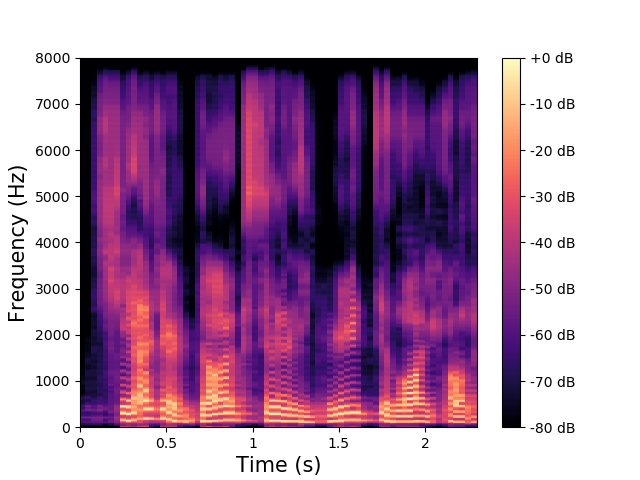 8000
7000
6000
5000
4000
3000
2000
1000
0
Frequency (Hz)
0 0.5 1 1.5 2
Time (s)
+0 dB
-10 dB
-20 dB
-30 dB
-40 dB
-50 dB
-60 dB
-70 dB
-80 dB